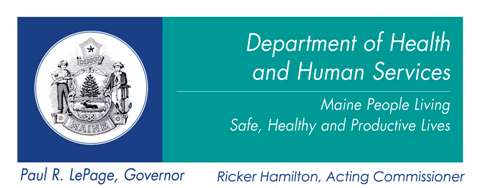 Department of Health
and Human Services
Maine People Living
Safe, Healthy and Productive Lives
MAINE
Paul R. LePage, Governor
Ricker Hamilton, Acting Commissioner